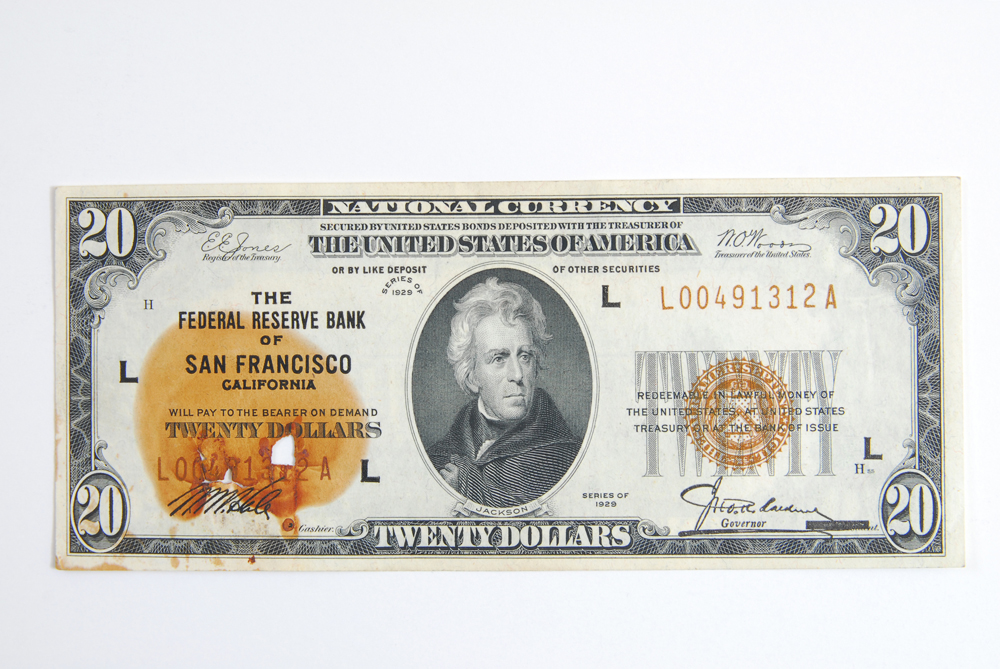 NATIONAL CURRENCY
20
20
SECURED BY UNITED STATES BONDS DEPOSITED WITH THE TREASURER OF
THE UNITED STATES OF AMERICA
E.E. Jones
Register of the Treasury.
W.O. Woods
Treasurer of the United States.
OR BY LIKE DEPOSIT
OF OTHER SECURITIES
SERIES OF
1929
H
THE
FEDERAL RESERVE BANK
OF
SAN FRANCISCO
CALIFORNIA
L
L
L00491312A
WILL PAY TO THE BEARER ON DEMAND
TWENTY DOLLARS
L00491312A
L
TWENTY
REDEEMABLE IN LAWFUL MONEY OF
THE UNITED STATES AT UNITED STATES
TREASURY OR AT THE BANK OF ISSUE
L
H
Cashier.
JACKSON
SERIES OF
1929
Governor
20
20
TWENTY DOLLARS